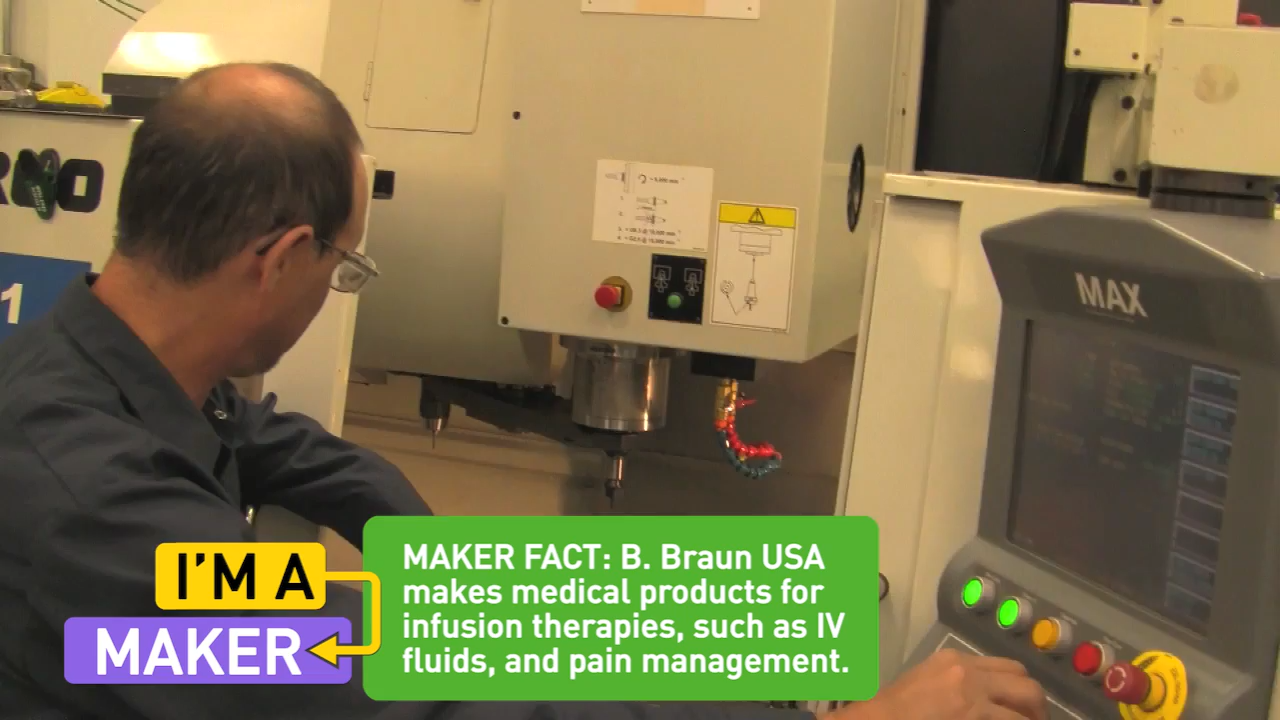 MAX
1
I'M A
MAKER
MAKER FACT: B. Braun USA
makes medical products for
infusion therapies, such as IV
fluids, and pain management.